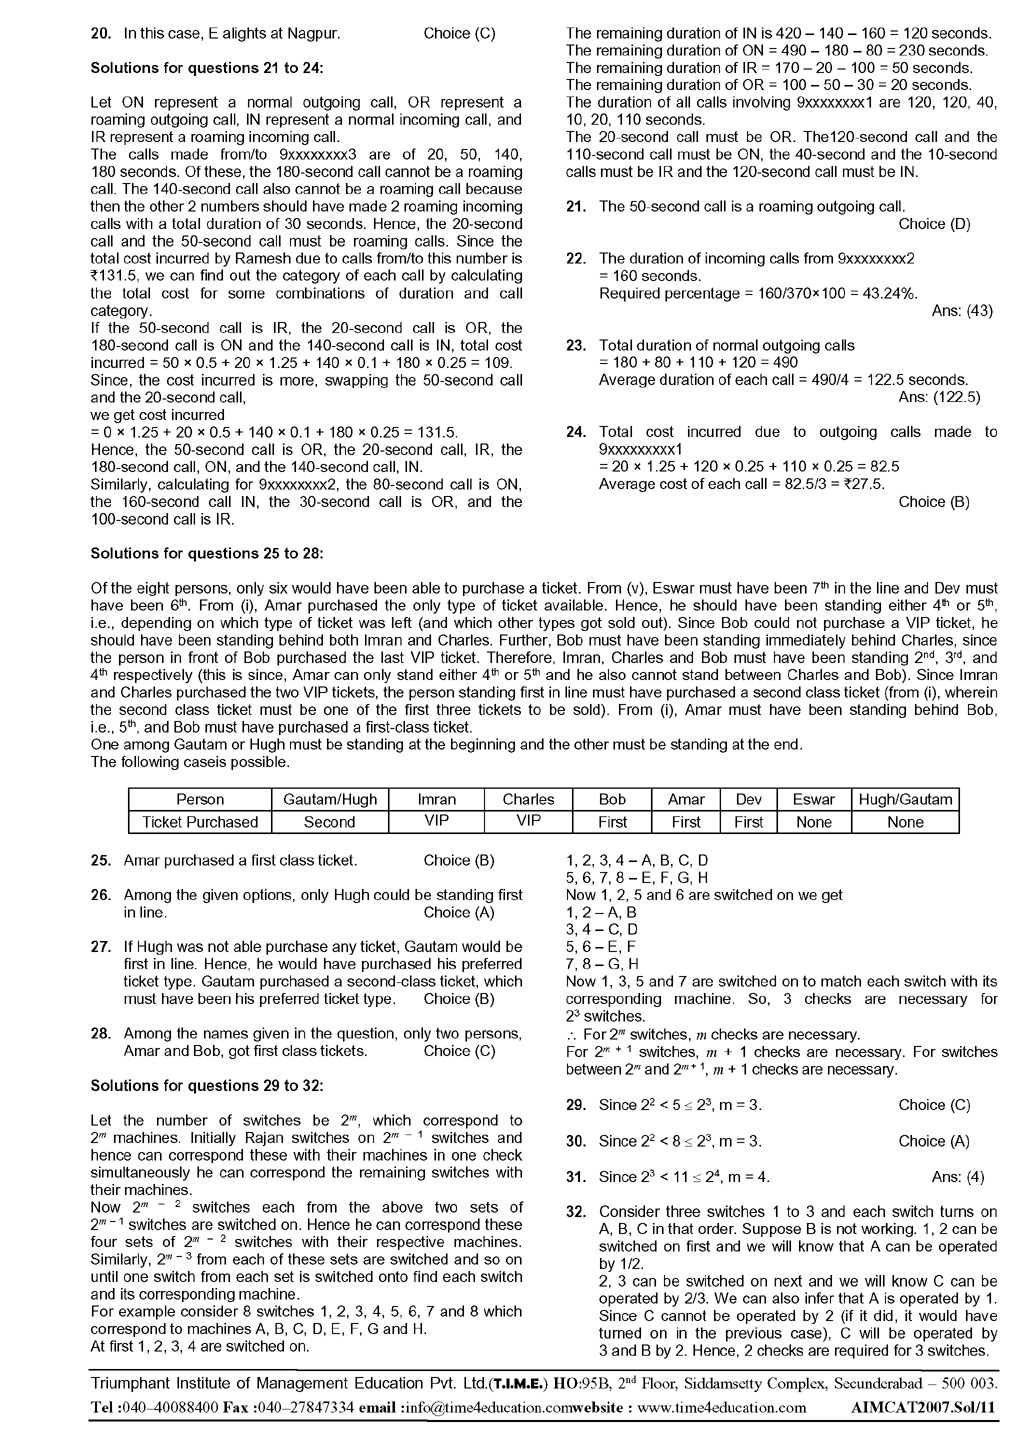 20. In this case, E alights at Nagpur. Choice (C)
Solutions for questions 21 to 24:
Let ON represent a normal outgoing call, OR represent a
roaming outgoing call, IN represent a normal incoming call, and
IR represent a roaming incoming call.
The calls made from/to 9xxxxxxxx3 are of 20, 50, 140,
180 seconds. Of these, the 180-second call cannot be a roaming
call. The 140-second call also cannot be a roaming call because
then the other 2 numbers should have made 2 roaming incoming
calls with a total duration of 30 seconds. Hence, the 20-second
call and the 50-second call must be roaming calls. Since the
total cost incurred by Ramesh due to calls from/to this number is
₹131.5, we can find out the category of each call by calculating
the total cost for some combinations of duration and call
category.
If the 50-second call is IR, the 20-second call is OR, the
180-second call is ON and the 140-second call is IN, total cost
incurred = 50 × 0.5 + 20 × 1.25 + 140 × 0.1 + 180 × 0.25 = 109.
Since, the cost incurred is more, swapping the 50-second call
and the 20-second call,
we get cost incurred
= 0 × 1.25 + 20 × 0.5 + 140 × 0.1 + 180 × 0.25 = 131.5.
Hence, the 50-second call is OR, the 20-second call, IR, the
180-second call, ON, and the 140-second call, IN.
Similarly, calculating for 9xxxxxxxx2, the 80-second call is ON,
the 160-second call IN, the 30-second call is OR, and the
100-second call is IR.
The remaining duration of IN is 420 – 140 – 160 = 120 seconds.
The remaining duration of ON = 490 – 180 – 80 = 230 seconds.
The remaining duration of IR = 170 – 20 – 100 = 50 seconds.
The remaining duration of OR = 100 – 50 – 30 = 20 seconds.
The duration of all calls involving 9xxxxxxxx1 are 120, 120, 40,
10, 20, 110 seconds.
The 20-second call must be OR. The120-second call and the
110-second call must be ON, the 40-second and the 10-second
calls must be IR and the 120-second call must be IN.
21. The 50-second call is a roaming outgoing call.
Choice (D)
22. The duration of incoming calls from 9xxxxxxxx2
= 160 seconds.
Required percentage = 160/370×100 = 43.24%.
Ans: (43)
23. Total duration of normal outgoing calls
= 180 + 80 + 110 + 120 = 490
Average duration of each call = 490/4 = 122.5 seconds.
Ans: (122.5)
24. Total cost incurred due to outgoing calls made to
9xxxxxxxxx1
= 20 × 1.25 + 120 × 0.25 + 110 × 0.25 = 82.5
Average cost of each call = 82.5/3 = ₹27.5.
Choice (B)
Solutions for questions 25 to 28:
Of the eight persons, only six would have been able to purchase a ticket. From (v), Eswar must have been 7th in the line and Dev must
have been 6th. From (i), Amar purchased the only type of ticket available. Hence, he should have been standing either 4th or 5th,
i.e., depending on which type of ticket was left (and which other types got sold out). Since Bob could not purchase a VIP ticket, he
should have been standing behind both Imran and Charles. Further, Bob must have been standing immediately behind Charles, since
the person in front of Bob purchased the last VIP ticket. Therefore, Imran, Charles and Bob must have been standing 2nd, 3rd, and
4th respectively (this is since, Amar can only stand either 4th or 5th and he also cannot stand between Charles and Bob). Since Imran
and Charles purchased the two VIP tickets, the person standing first in line must have purchased a second class ticket (from (i), wherein
the second class ticket must be one of the first three tickets to be sold). From (i), Amar must have been standing behind Bob,
i.e., 5th, and Bob must have purchased a first-class ticket.
One among Gautam or Hugh must be standing at the beginning and the other must be standing at the end.
The following caseis possible.
Person Gautam/Hugh Imran Charles Bob Amar Dev Eswar Hugh/Gautam
Ticket Purchased Second VIP VIP First First First None None
25. Amar purchased a first class ticket. Choice (B)
26. Among the given options, only Hugh could be standing first
in line. Choice (A)
27. If Hugh was not able purchase any ticket, Gautam would be
first in line. Hence, he would have purchased his preferred
ticket type. Gautam purchased a second-class ticket, which
must have been his preferred ticket type. Choice (B)
28. Among the names given in the question, only two persons,
Amar and Bob, got first class tickets. Choice (C)
Solutions for questions 29 to 32:
Let the number of switches be 2^m, which correspond to
2^m machines. Initially Rajan switches on 2^(m – 1) switches and
hence can correspond these with their machines in one check
simultaneously he can correspond the remaining switches with
their machines.
Now 2^(m – 2) switches each from the above two sets of
2^(m – 1) switches are switched on. Hence he can correspond these
four sets of 2^(m – 2) switches with their respective machines.
Similarly, 2^(m – 3) from each of these sets are switched and so on
until one switch from each set is switched onto find each switch
and its corresponding machine.
For example consider 8 switches 1, 2, 3, 4, 5, 6, 7 and 8 which
correspond to machines A, B, C, D, E, F, G and H.
At first 1, 2, 3, 4 are switched on.
1, 2, 3, 4 – A, B, C, D
5, 6, 7, 8 – E, F, G, H
Now 1, 2, 5 and 6 are switched on we get
1, 2 – A, B
3, 4 – C, D
5, 6 – E, F
7, 8 – G, H
Now 1, 3, 5 and 7 are switched on to match each switch with its
corresponding machine. So, 3 checks are necessary for
2³ switches.
∴ For 2^m switches, m checks are necessary.
For 2^(m + 1) switches, m + 1 checks are necessary. For switches
between 2^m and 2^(m + 1), m + 1 checks are necessary.
29. Since 2² < 5 ≤ 2³, m = 3. Choice (C)
30. Since 2² < 8 ≤ 2³, m = 3. Choice (A)
31. Since 2³ < 11 ≤ 2⁴, m = 4. Ans: (4)
32. Consider three switches 1 to 3 and each switch turns on
A, B, C in that order. Suppose B is not working. 1, 2 can be
switched on first and we will know that A can be operated
by 1/2.
2, 3 can be switched on next and we will know C can be
operated by 2/3. We can also infer that A is operated by 1.
Since C cannot be operated by 2 (if it did, it would have
turned on in the previous case), C will be operated by
3 and B by 2. Hence, 2 checks are required for 3 switches.
Triumphant Institute of Management Education Pvt. Ltd.(T.I.M.E.) HO:95B, 2nd Floor, Siddamsetty Complex, Secunderabad – 500 003.
Tel :040–40088400 Fax :040–27847334 email :info@time4education.comwebsite : www.time4education.com AIMCAT2007.Sol/11